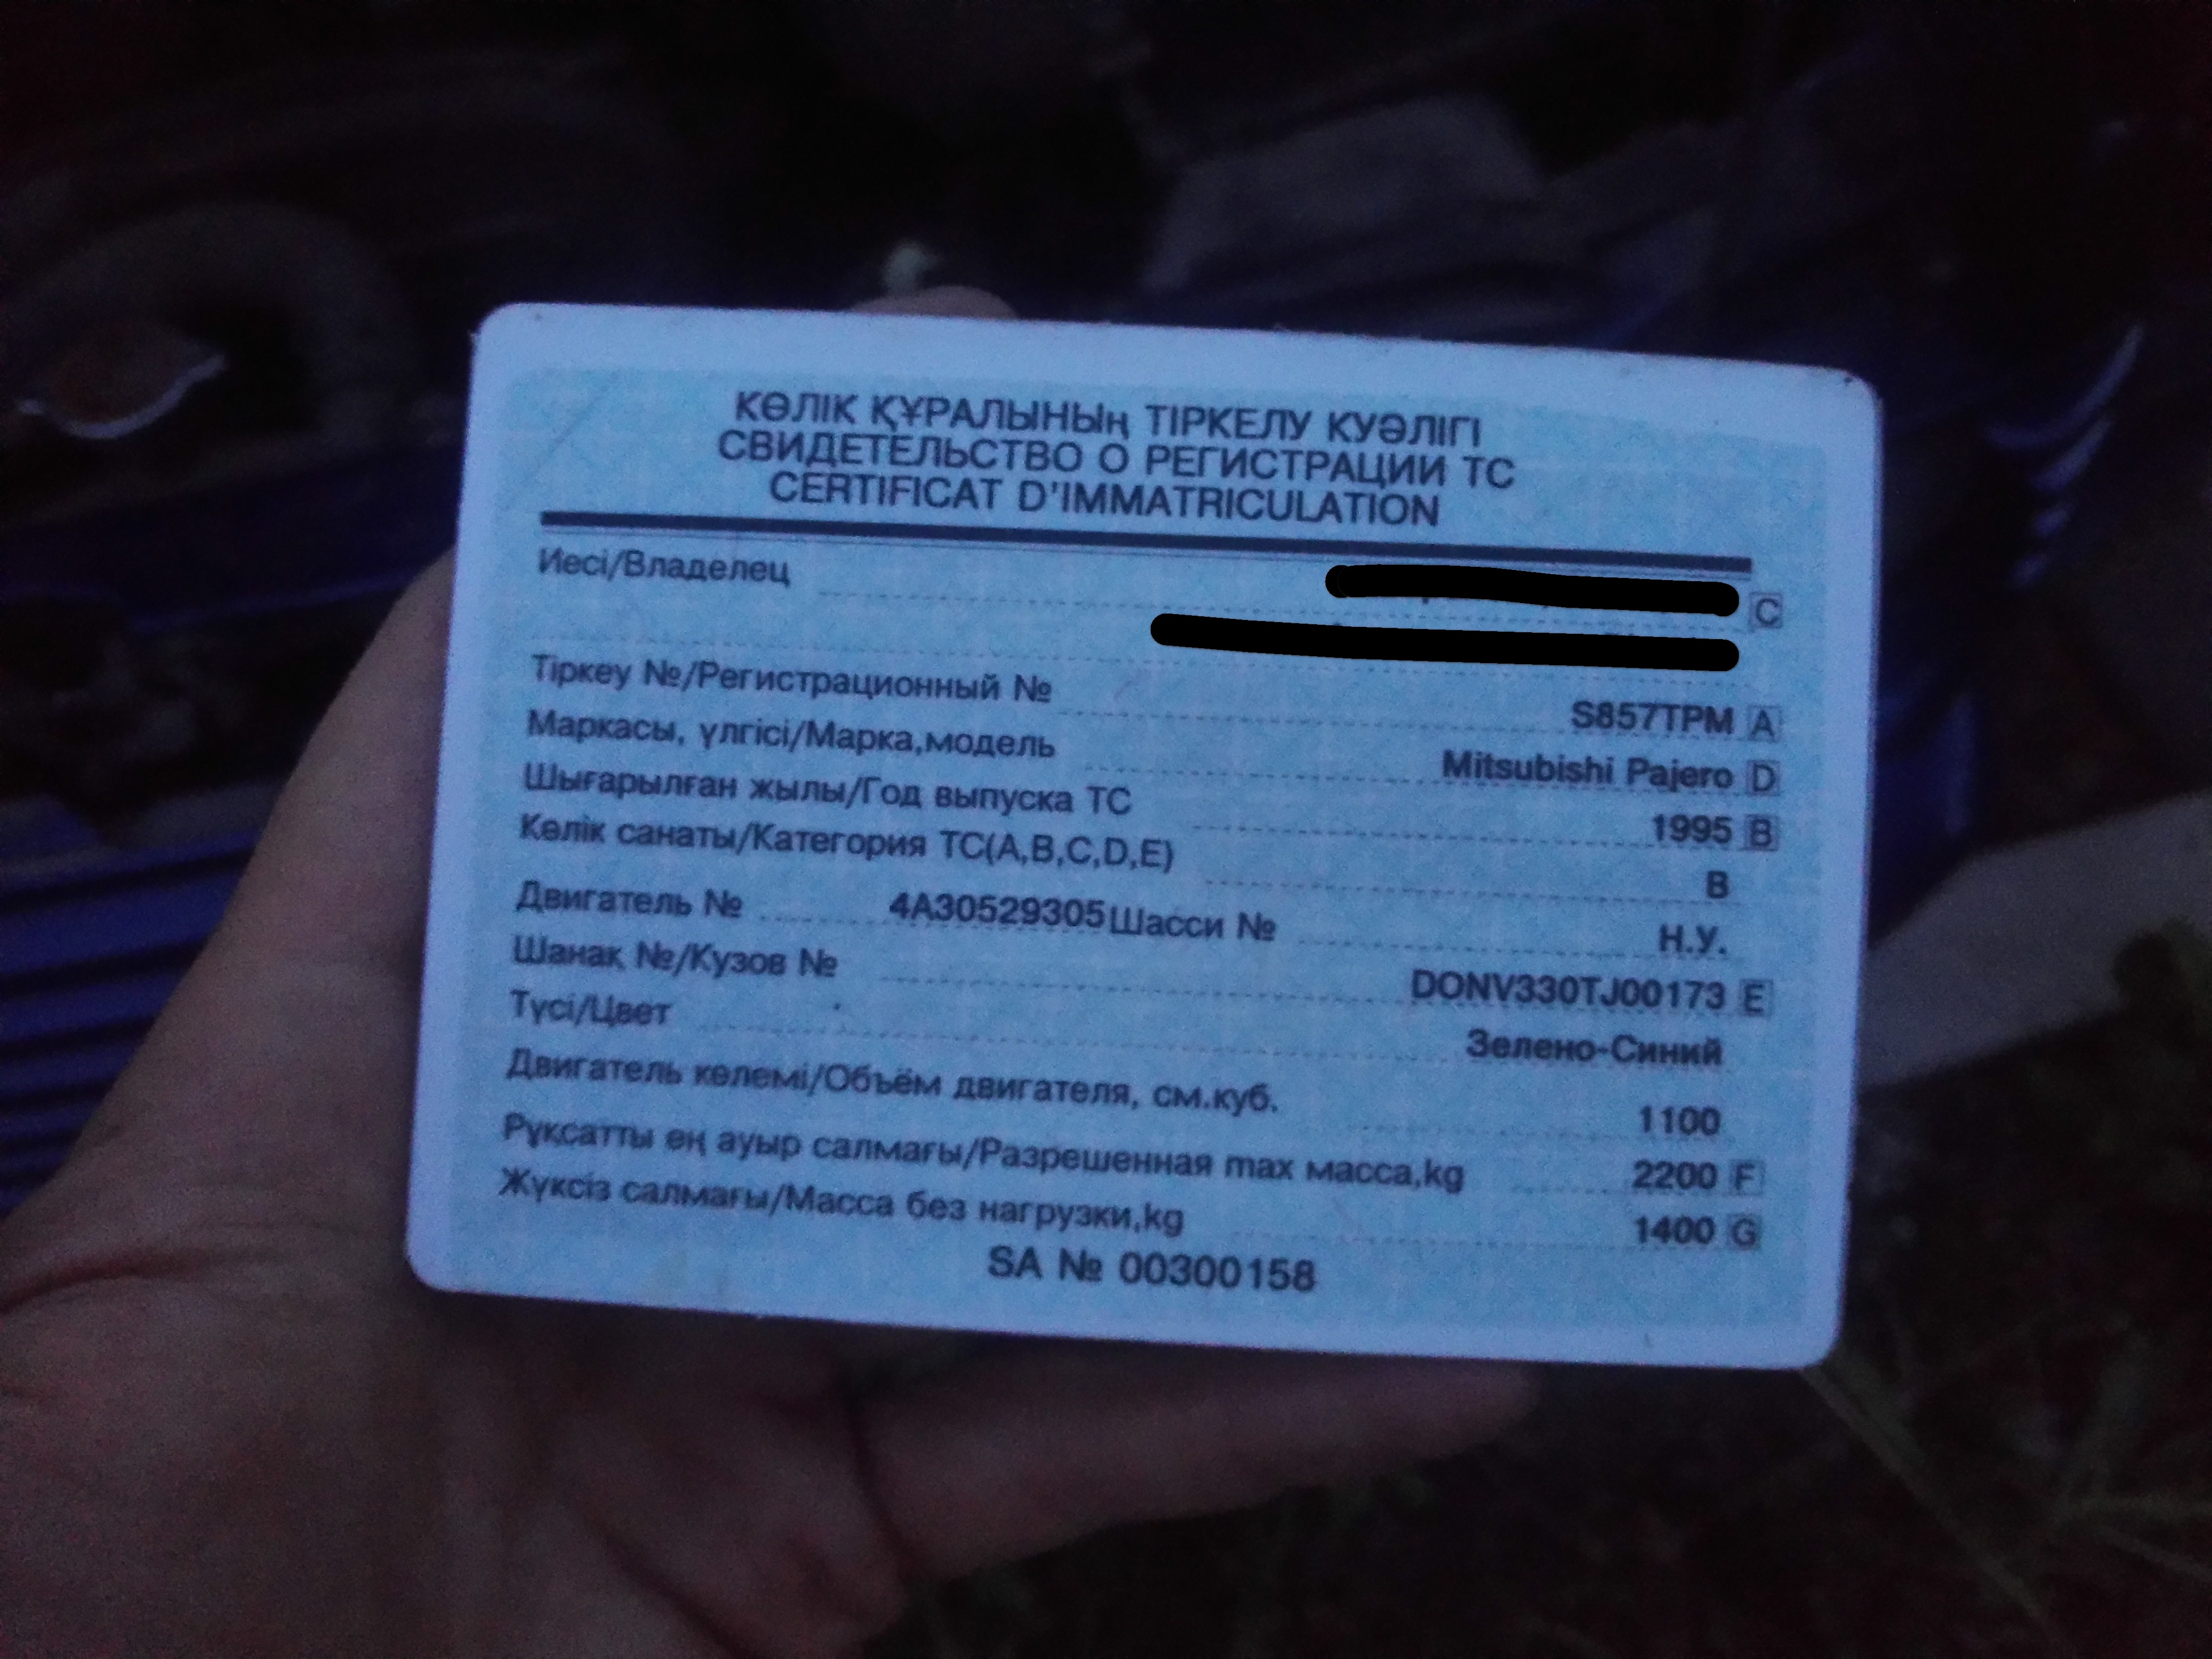 КӨЛІК ҚҰРАЛЫНЫң ТІРКЕЛУ КУӘЛІГІ
СВИДЕТЕЛЬСТВО О РЕГИСТРАЦИИ ТС
CERTIFICAT D'IMMATRICULATION
Иесі/Владелец C
Тіркеу №/Регистрационный № S857TPM A
Маркасы, үлгісі/Марка,модель Mitsubishi Pajero D
Шығарылған жылы/Год выпуска ТС 1995 B
Көлік санаты/Категория ТС(A,B,C,D,E) B
Двигатель № 4A30529305 Шасси № Н.У.
Шанақ №/Кузов № DONV330TJ00173 E
Түсі/Цвет Зелено-Синий
Двигатель көлемі/Объём двигателя, см.куб. 1100
Рұқсатты ең ауыр салмағы/Разрешенная max масса,kg 2200 F
Жүксіз салмағы/Масса без нагрузки,kg 1400 G
SA № 00300158